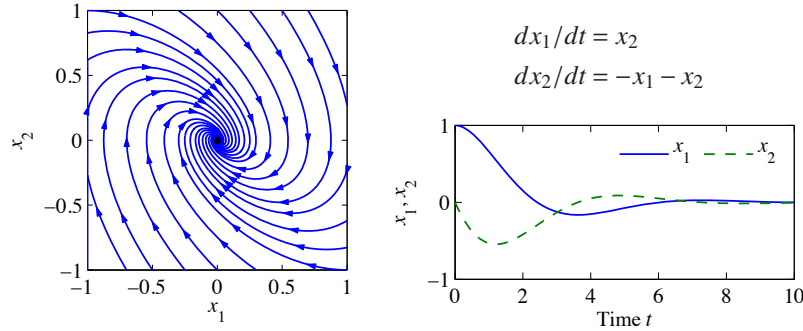 1
0.5
x₂
0
−0.5
−1
−1 −0.5 0 0.5 1
x₁
dx₁/dt = x₂
dx₂/dt = −x₁ − x₂
1
x₁ x₂
x₁, x₂
0
−1
0 2 4 6 8 10
Time t